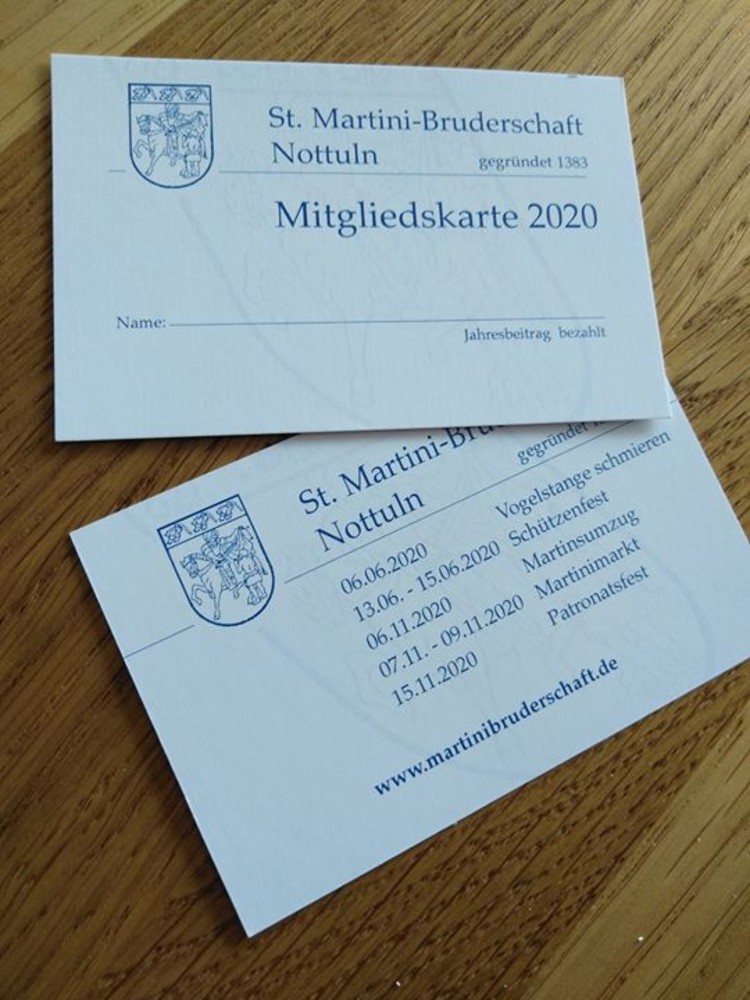 St. Martini-Bruderschaft
Nottuln
gegründet 1383
Mitgliedskarte 2020
Name:
Jahresbeitrag bezahlt
St. Martini-Bru
Nottuln
gegründet
06.06.2020 Vogelstange schmieren
13.06. - 15.06.2020 Schützenfest
06.11.2020 Martinsumzug
07.11. - 09.11.2020 Martinimarkt
15.11.2020 Patronatsfest
www.martinibruderschaft.de